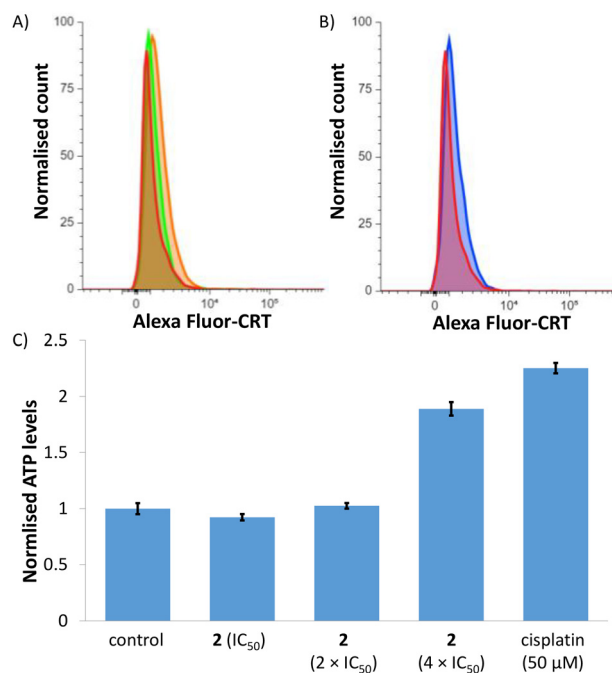 A)
Normalised count
100
75
50
25
0
0
10⁴
10⁵
Alexa Fluor-CRT
B)
Normalised count
100
75
50
25
0
0
10⁴
10⁵
Alexa Fluor-CRT
C)
Normlised ATP levels
2.5
2
1.5
1
0.5
0
control
2 (IC₅₀)
2
(2 × IC₅₀)
2
(4 × IC₅₀)
cisplatin
(50 μM)